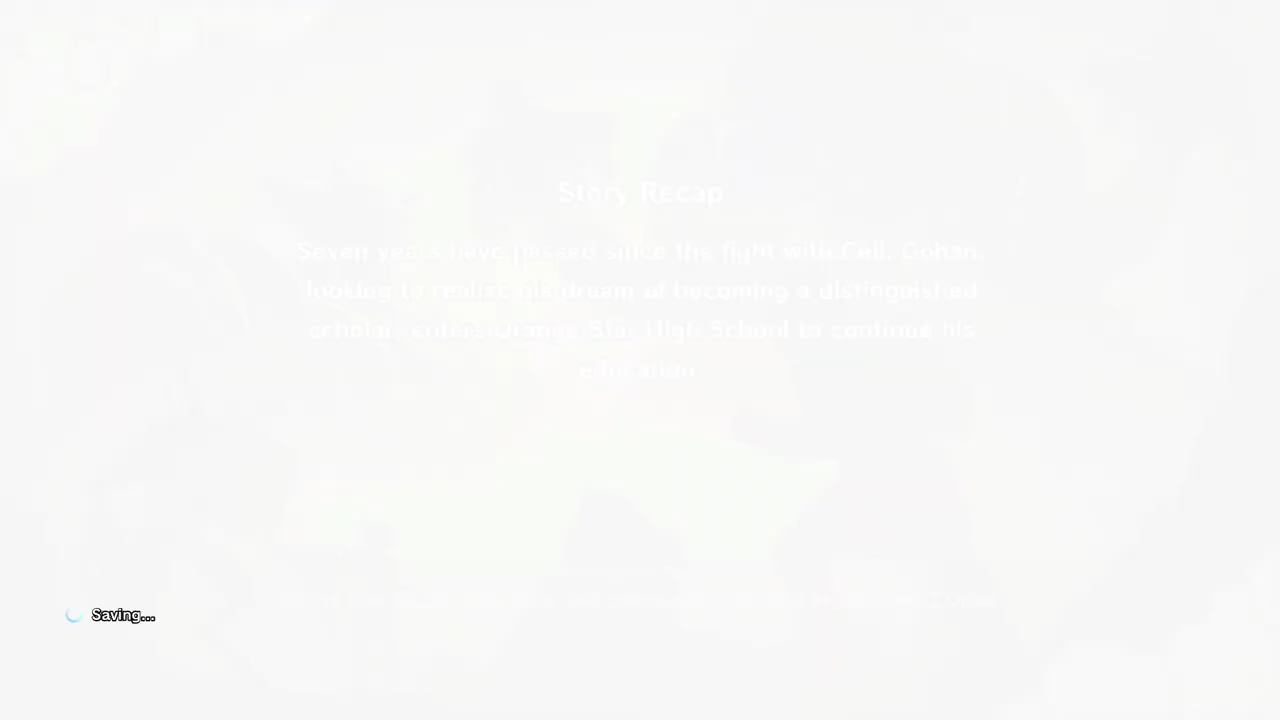 Story Recap
Seven years have passed since the fight with Cell. Gohan,
looking to realize his dream of becoming a distinguished
scholar, enters Orange Star High School to continue his
education.
Saving...